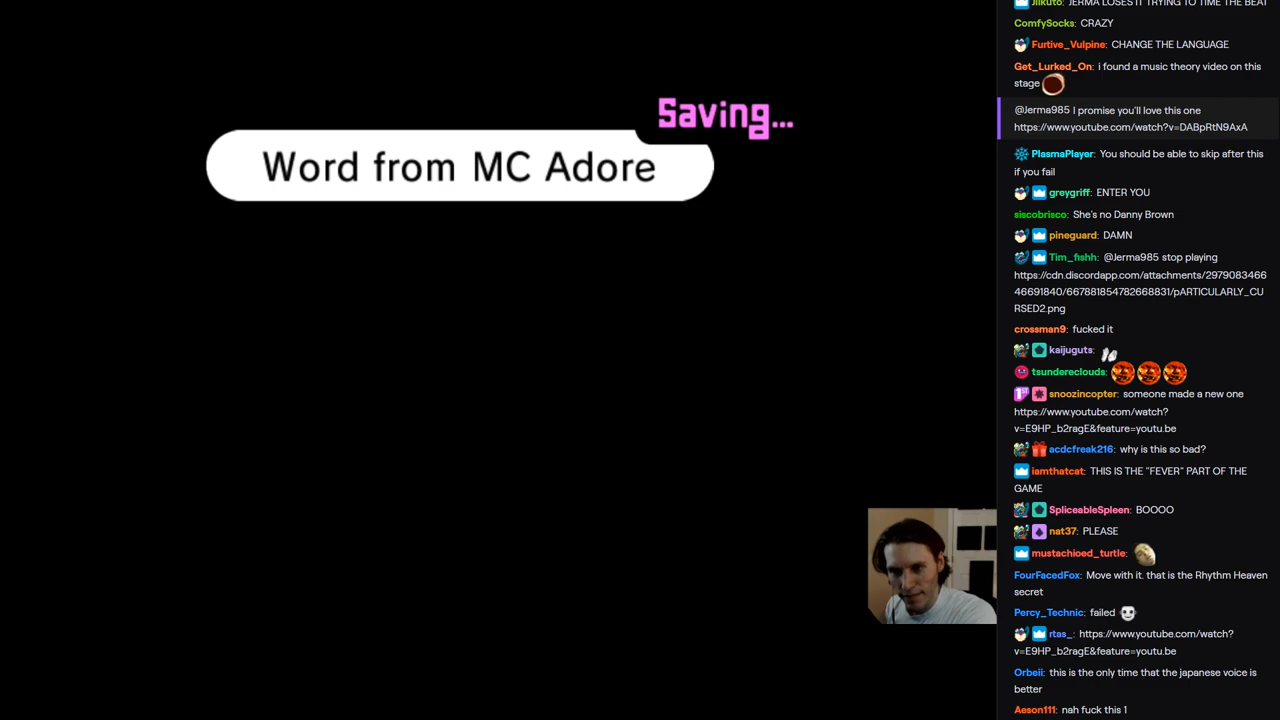 Saving...
Word from MC Adore
Jiikuto: JERMA LOSES IT TRYING TO TIME THE BEAT
ComfySocks: CRAZY
Furtive_Vulpine: CHANGE THE LANGUAGE
Get_Lurked_On: i found a music theory video on this
stage
@Jerma985 I promise you'll love this one
https://www.youtube.com/watch?v=DABpRtN9AxA
PlasmaPlayer: You should be able to skip after this
if you fail
greygriff: ENTER YOU
siscobrisco: She's no Danny Brown
pineguard: DAMN
Tim_fishh: @Jerma985 stop playing
https://cdn.discordapp.com/attachments/2979083466
46691840/667881854782668831/pARTICULARLY_CU
RSED2.png
crossman9: fucked it
kaijuguts:
tsundereclouds:
snoozincopter: someone made a new one
https://www.youtube.com/watch?
v=E9HP_b2ragE&feature=youtu.be
acdcfreak216: why is this so bad?
iamthatcat: THIS IS THE "FEVER" PART OF THE
GAME
SpliceableSpleen: BOOOO
nat37: PLEASE
mustachioed_turtle:
FourFacedFox: Move with it. that is the Rhythm Heaven
secret
Percy_Technic: failed
rtas_: https://www.youtube.com/watch?
v=E9HP_b2ragE&feature=youtu.be
Orbeii: this is the only time that the japanese voice is
better
Aeson111: nah fuck this 1